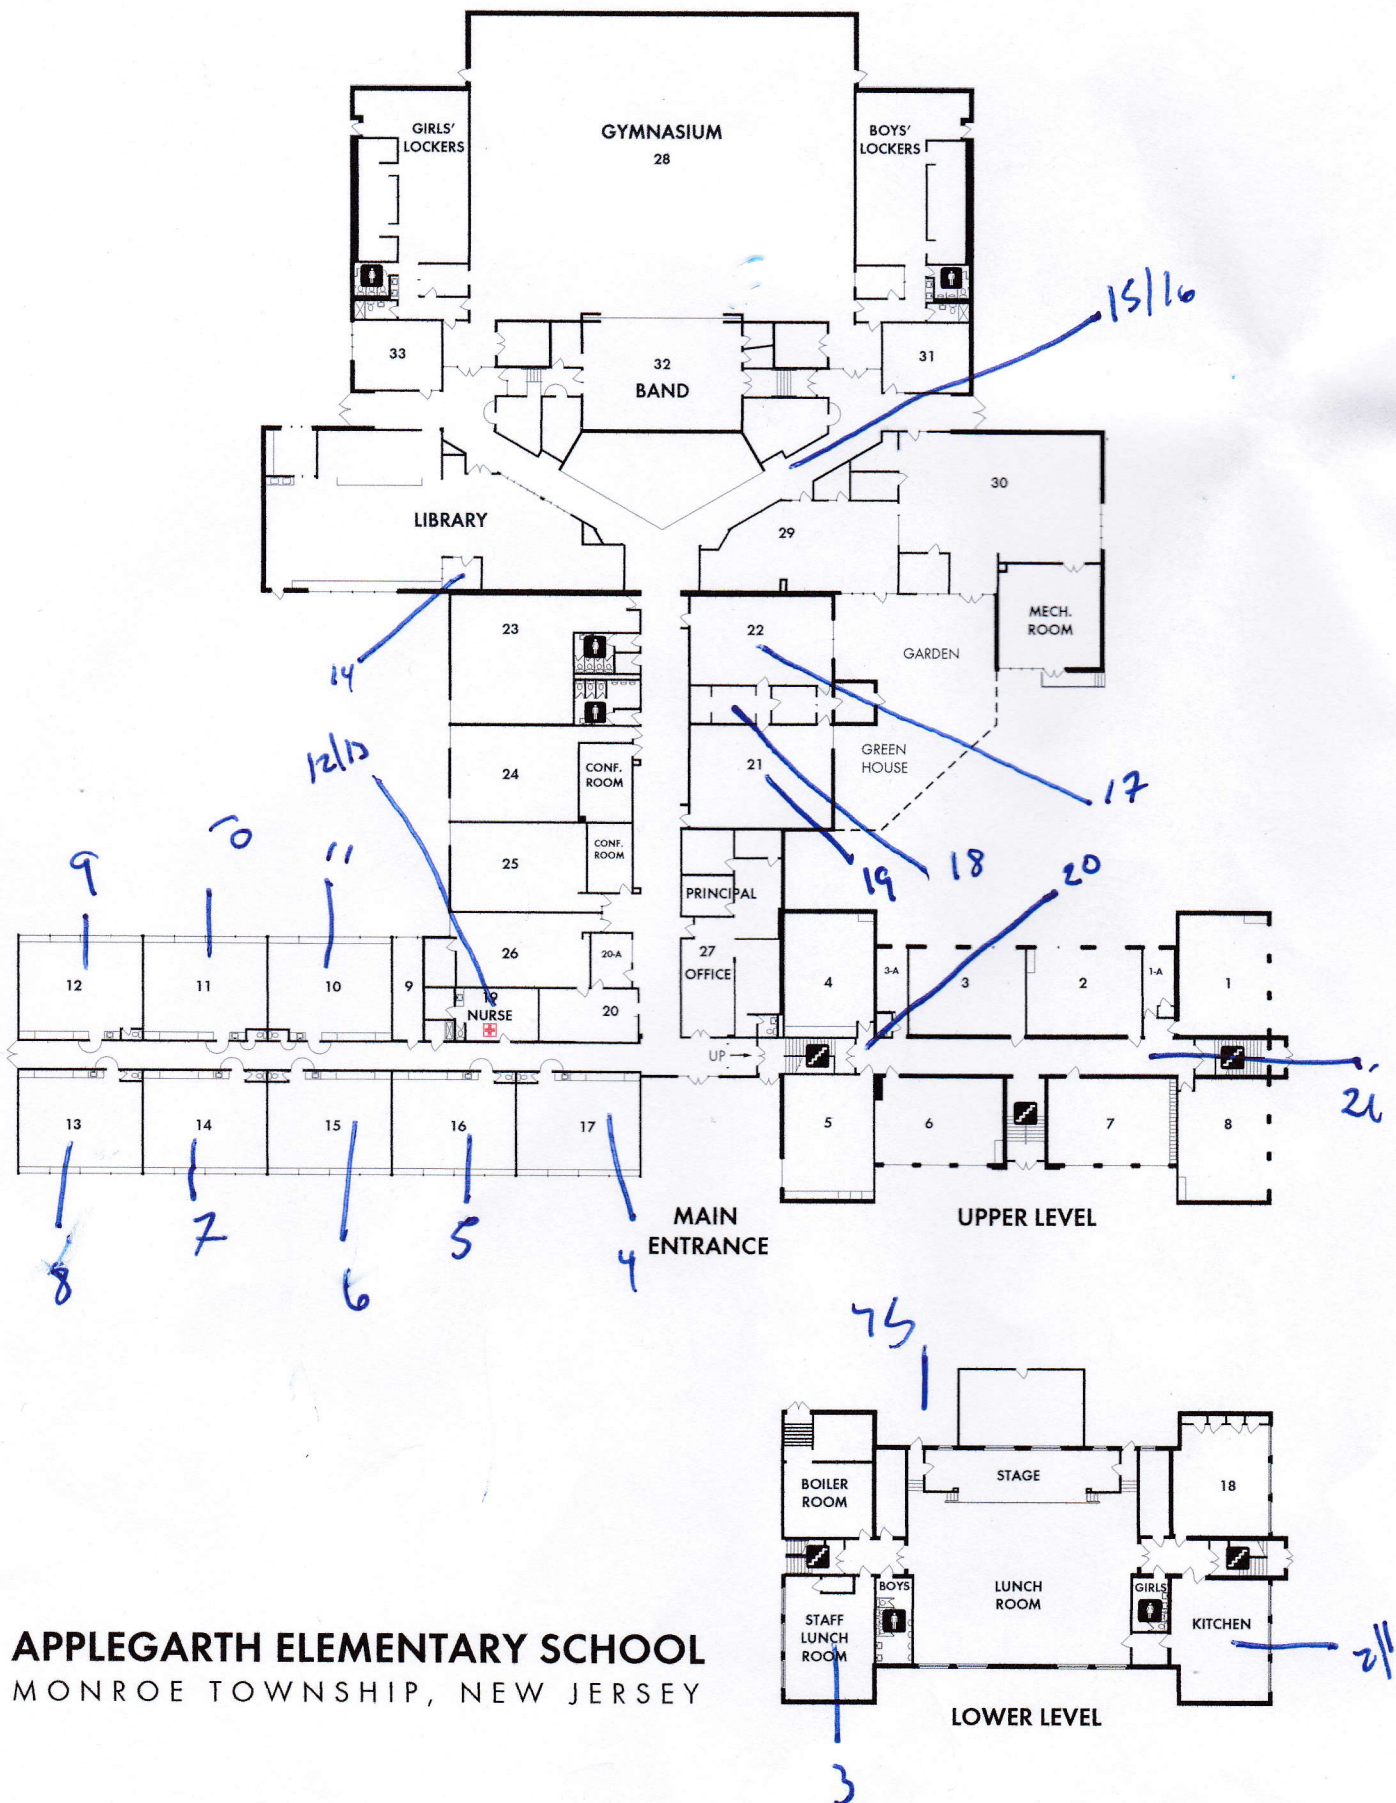 GIRLS'
LOCKERS
GYMNASIUM
28
BOYS'
LOCKERS
15/16
33
32
BAND
31
LIBRARY
30
29
MECH.
ROOM
14
23
22
GARDEN
12/13
24
CONF.
ROOM
21
GREEN
HOUSE
17
9
10
11
25
CONF.
ROOM
PRINCIPAL
19
18
20
12
11
10
9
26
20-A
27
OFFICE
4
3-A
3
2
1-A
1
19
NURSE
20
UP
21
13
14
15
16
17
5
6
7
8
8
7
6
5
4
MAIN
ENTRANCE
UPPER LEVEL
BOILER
ROOM
STAGE
18
BOYS
LUNCH
ROOM
GIRLS
STAFF
LUNCH
ROOM
KITCHEN
2/1
3
LOWER LEVEL
APPLEGARTH ELEMENTARY SCHOOL
MONROE TOWNSHIP, NEW JERSEY